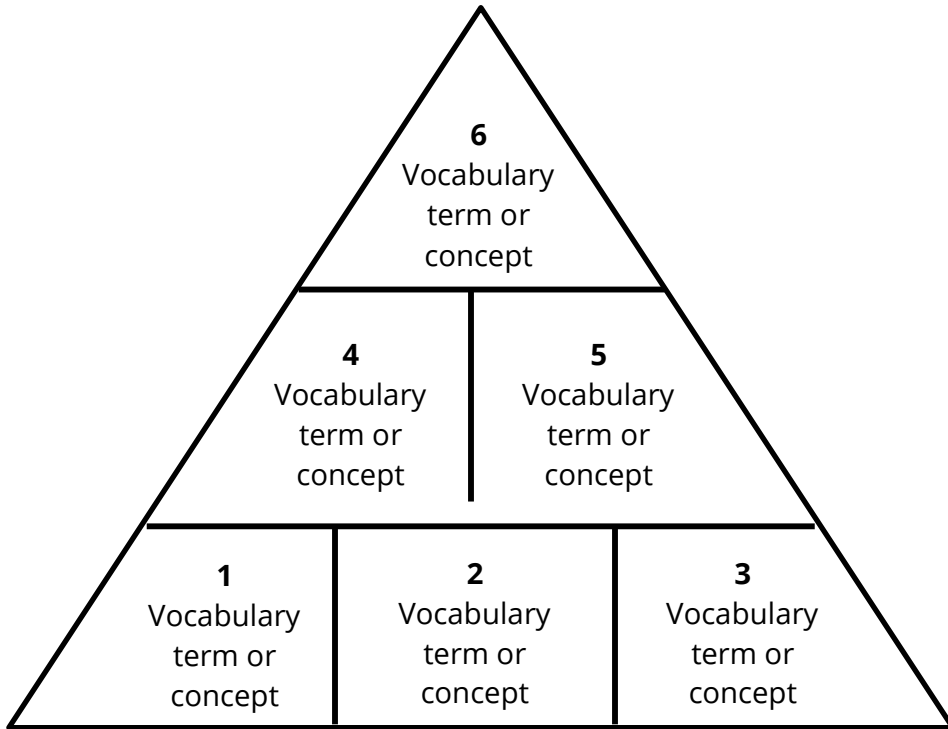 6
Vocabulary
term or
concept
4
Vocabulary
term or
concept
5
Vocabulary
term or
concept
1
Vocabulary
term or
concept
2
Vocabulary
term or
concept
3
Vocabulary
term or
concept